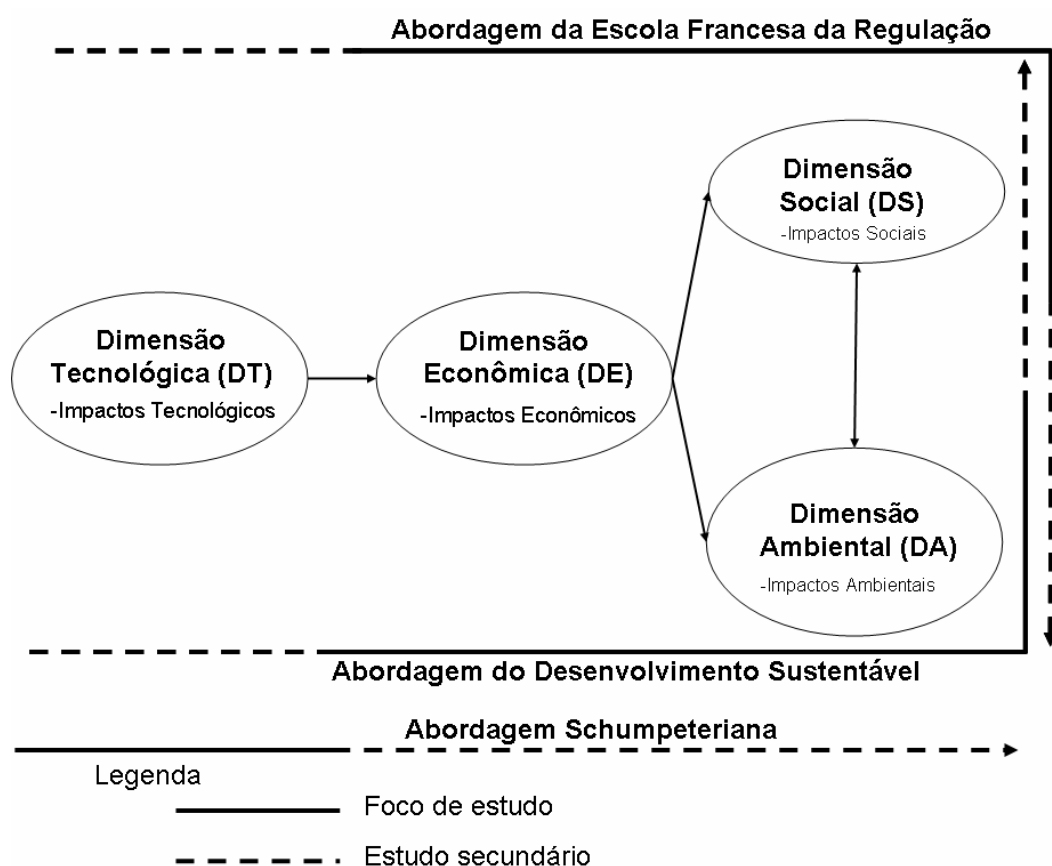 Abordagem da Escola Francesa da Regulação
Dimensão
Social (DS)
-Impactos Sociais
Dimensão
Tecnológica (DT)
-Impactos Tecnológicos
Dimensão
Econômica (DE)
-Impactos Econômicos
Dimensão
Ambiental (DA)
-Impactos Ambientais
Abordagem do Desenvolvimento Sustentável
Abordagem Schumpeteriana
Legenda
Foco de estudo
Estudo secundário